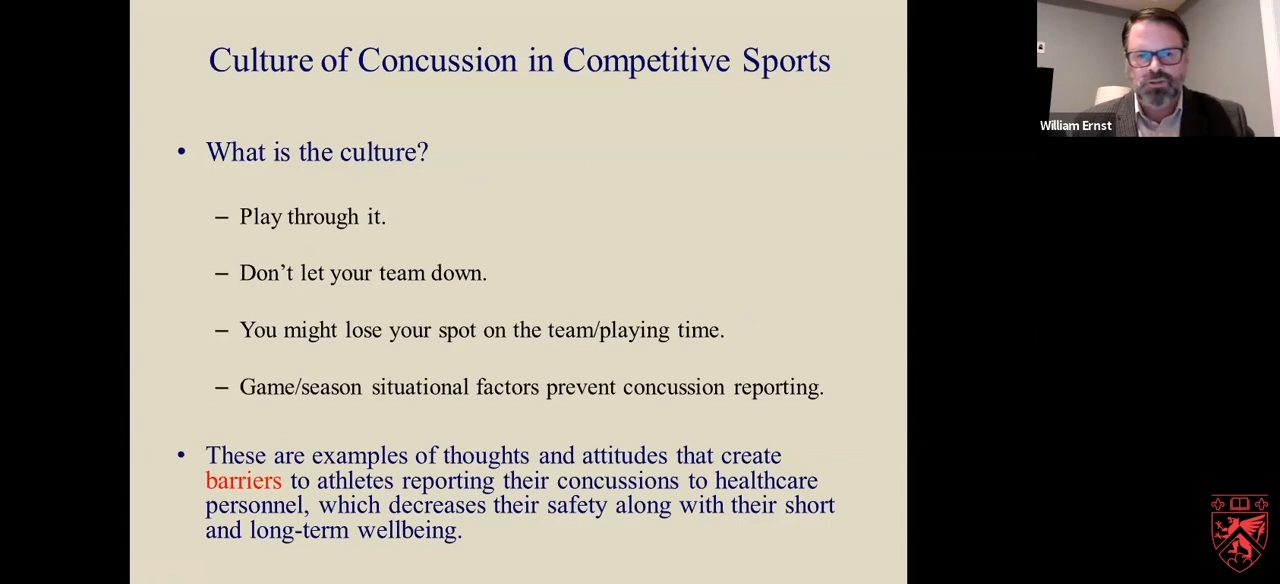 Culture of Concussion in Competitive Sports
William Ernst
• What is the culture?
– Play through it.
– Don’t let your team down.
– You might lose your spot on the team/playing time.
– Game/season situational factors prevent concussion reporting.
• These are examples of thoughts and attitudes that create
barriers to athletes reporting their concussions to healthcare
personnel, which decreases their safety along with their short
and long-term wellbeing.